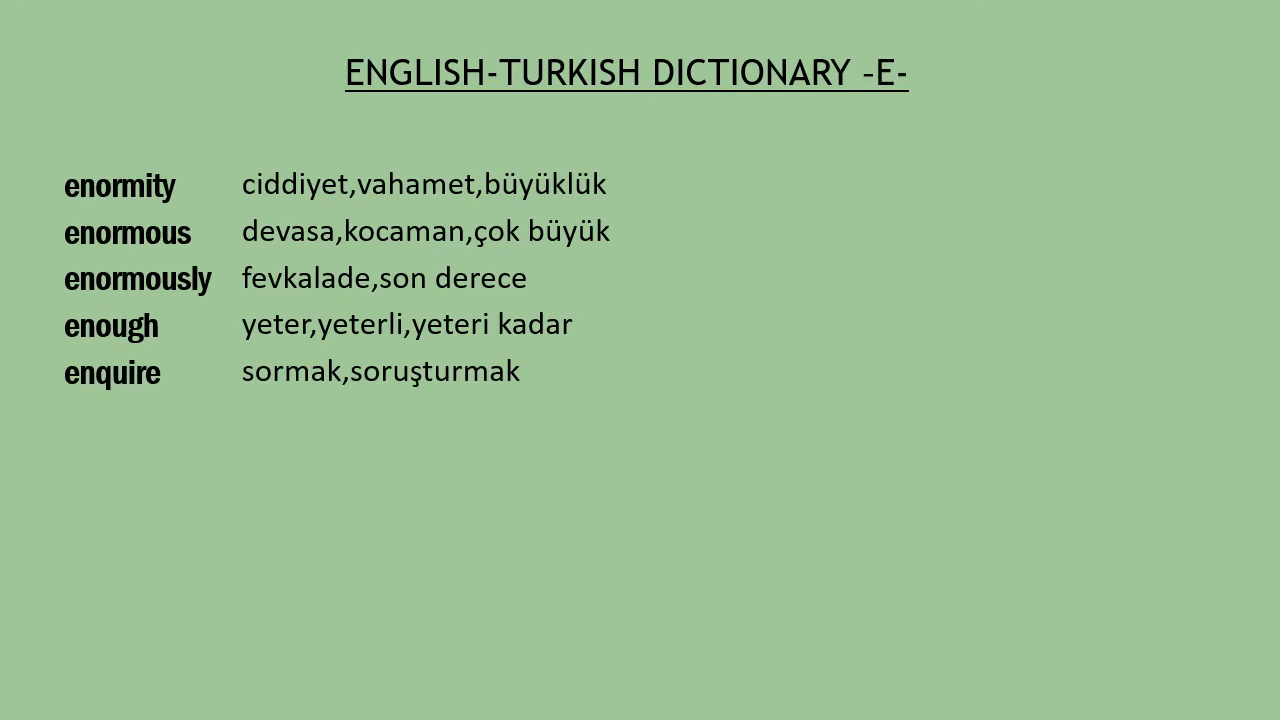 ENGLISH-TURKISH DICTIONARY –E-
enormity ciddiyet,vahamet,büyüklük
enormous devasa,kocaman,çok büyük
enormously fevkalade,son derece
enough yeter,yeterli,yeteri kadar
enquire sormak,soruşturmak